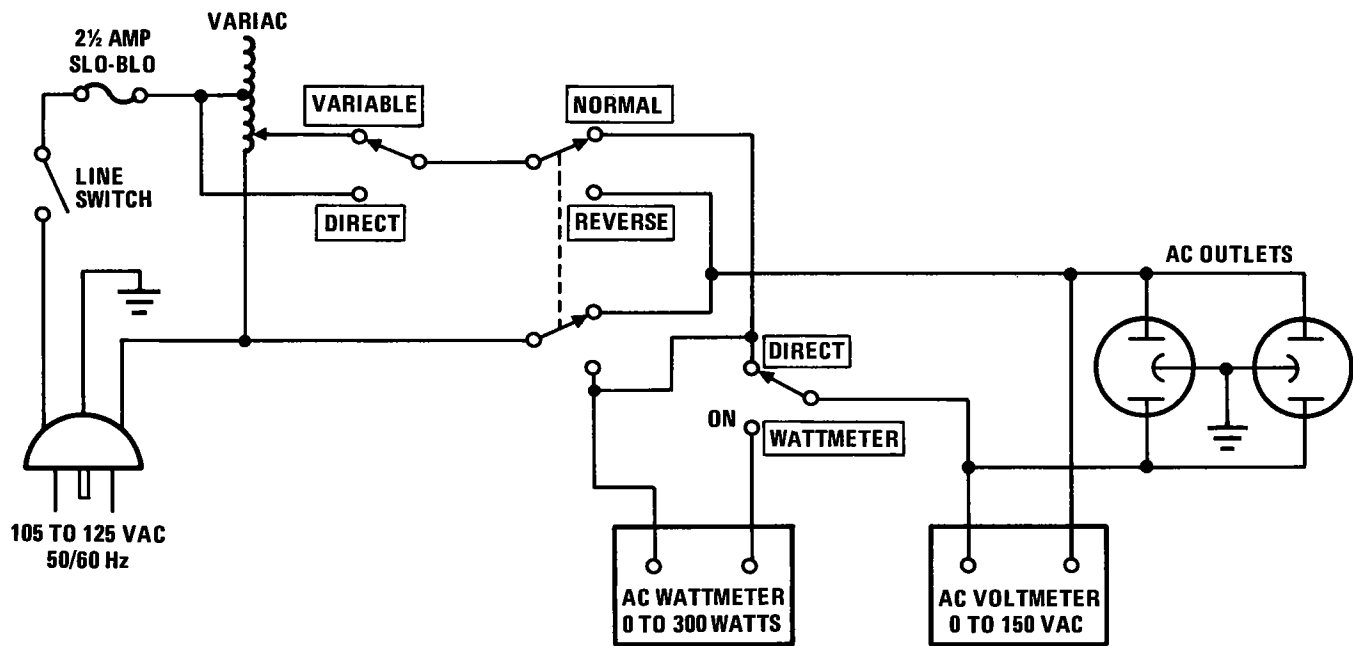 VARIAC
2½ AMP
SLO-BLO
VARIABLE
NORMAL
LINE
SWITCH
DIRECT
REVERSE
AC OUTLETS
DIRECT
ON
WATTMETER
105 TO 125 VAC
50/60 Hz
AC WATTMETER
0 TO 300 WATTS
AC VOLTMETER
0 TO 150 VAC